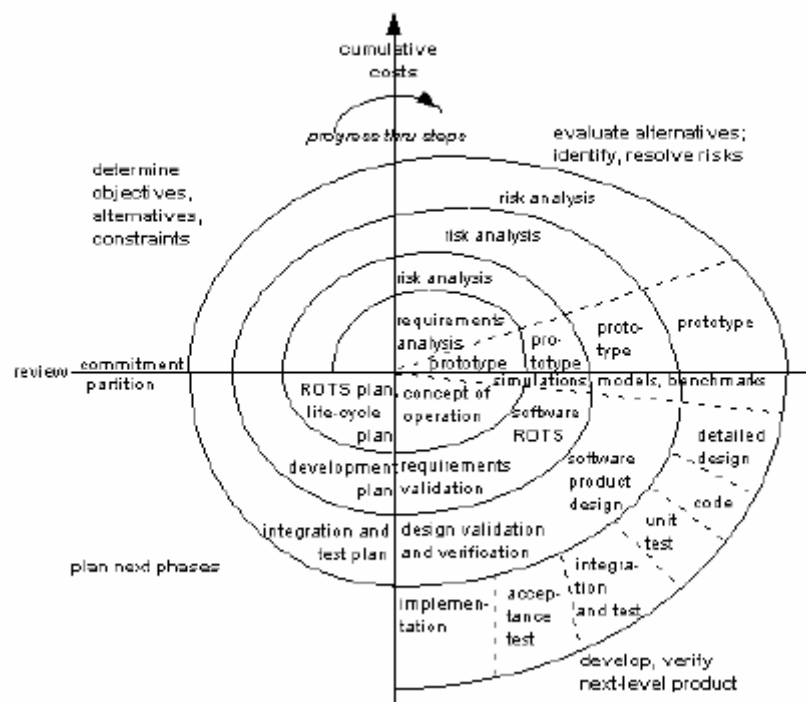 cumulative
costs
progress thru steps
evaluate alternatives;
identify, resolve risks
determine
objectives,
alternatives,
constraints
risk analysis
risk analysis
risk analysis
requirements
analysis
prototype
pro-
totype
proto-
type
prototype
review
commitment
partition
simulations, models, benchmarks
ROTS plan
life-cycle
plan
concept of
operation
software
ROTS
detailed
design
development
plan
requirements
validation
software
product
design
code
unit
test
integration and
test plan
design validation
and verification
integra-
tion
and test
plan next phases
implemen-
tation
accep-
tance
test
develop, verify
next-level product